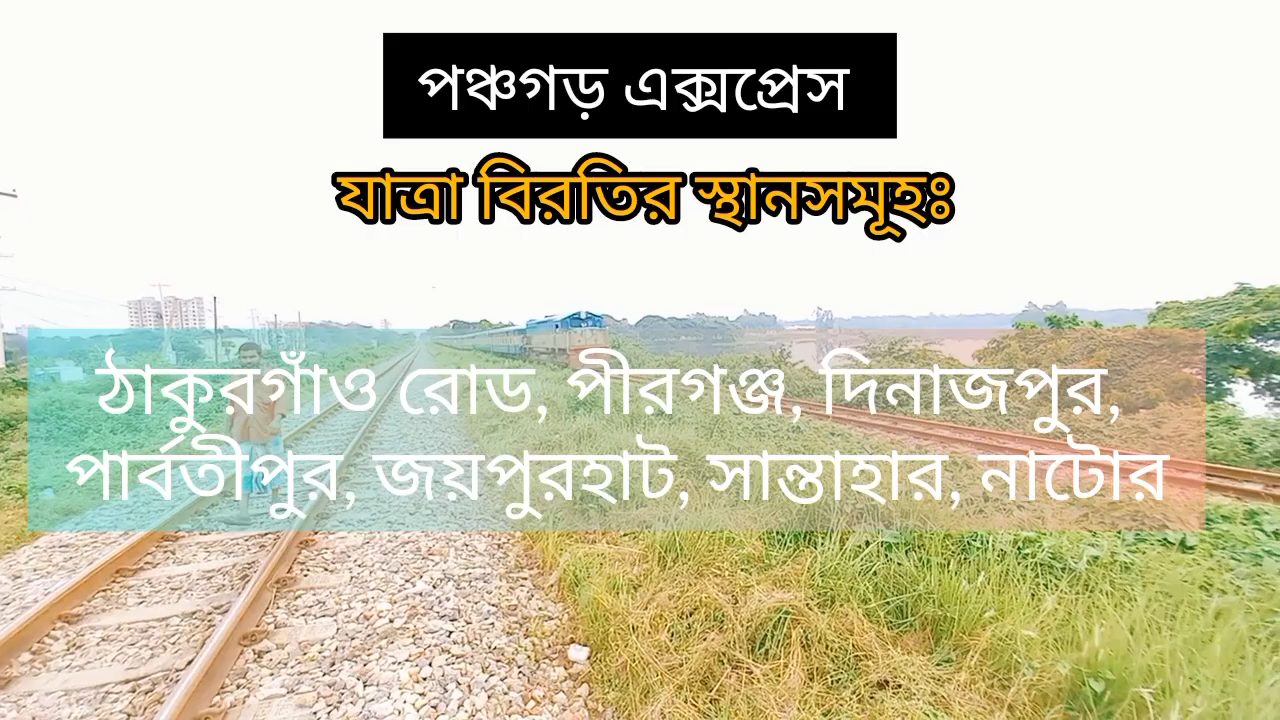 পঞ্চগড় এক্সপ্রেস
যাত্রা বিরতির স্থানসমূহঃ
ঠাকুরগাঁও রোড, পীরগঞ্জ, দিনাজপুর,
পার্বতীপুর, জয়পুরহাট, সান্তাহার, নাটোর